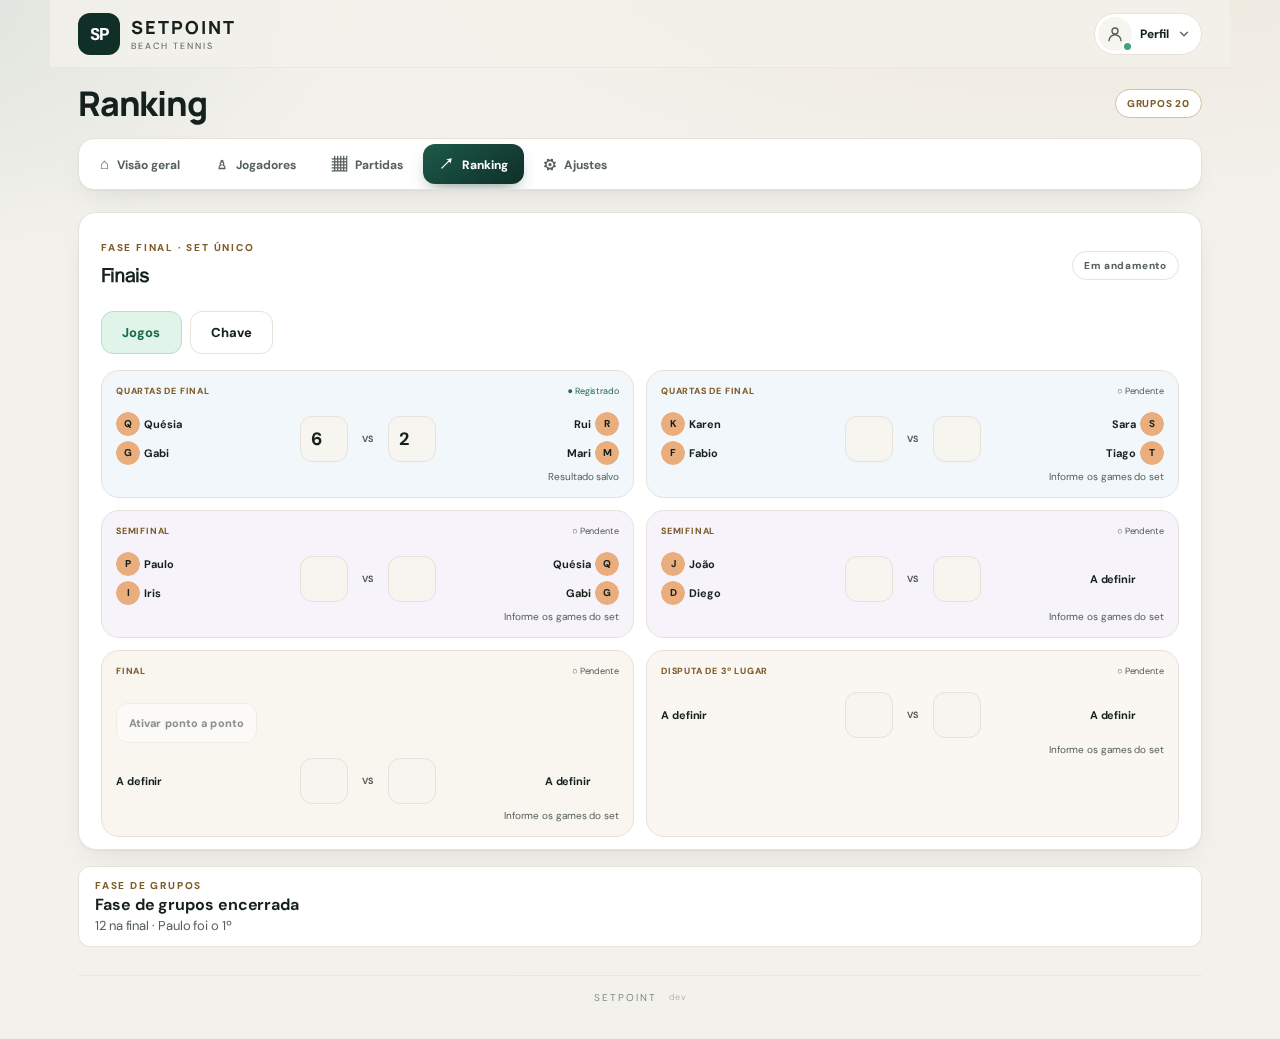 SP
SETPOINT
BEACH TENNIS
Perfil
Ranking
GRUPOS 20
Visão geral
Jogadores
Partidas
Ranking
Ajustes
FASE FINAL · SET ÚNICO
Finais
Em andamento
Jogos
Chave
QUARTAS DE FINAL
● Registrado
Q Quésia
G Gabi
6 VS 2
Rui R
Mari M
Resultado salvo
QUARTAS DE FINAL
○ Pendente
K Karen
F Fabio
VS
Sara S
Tiago T
Informe os games do set
SEMIFINAL
○ Pendente
P Paulo
I Iris
VS
Quésia Q
Gabi G
Informe os games do set
SEMIFINAL
○ Pendente
J João
D Diego
VS
A definir
Informe os games do set
FINAL
○ Pendente
Ativar ponto a ponto
A definir
VS
A definir
Informe os games do set
DISPUTA DE 3º LUGAR
○ Pendente
A definir
VS
A definir
Informe os games do set
FASE DE GRUPOS
Fase de grupos encerrada
12 na final · Paulo foi o 1º
SETPOINT dev